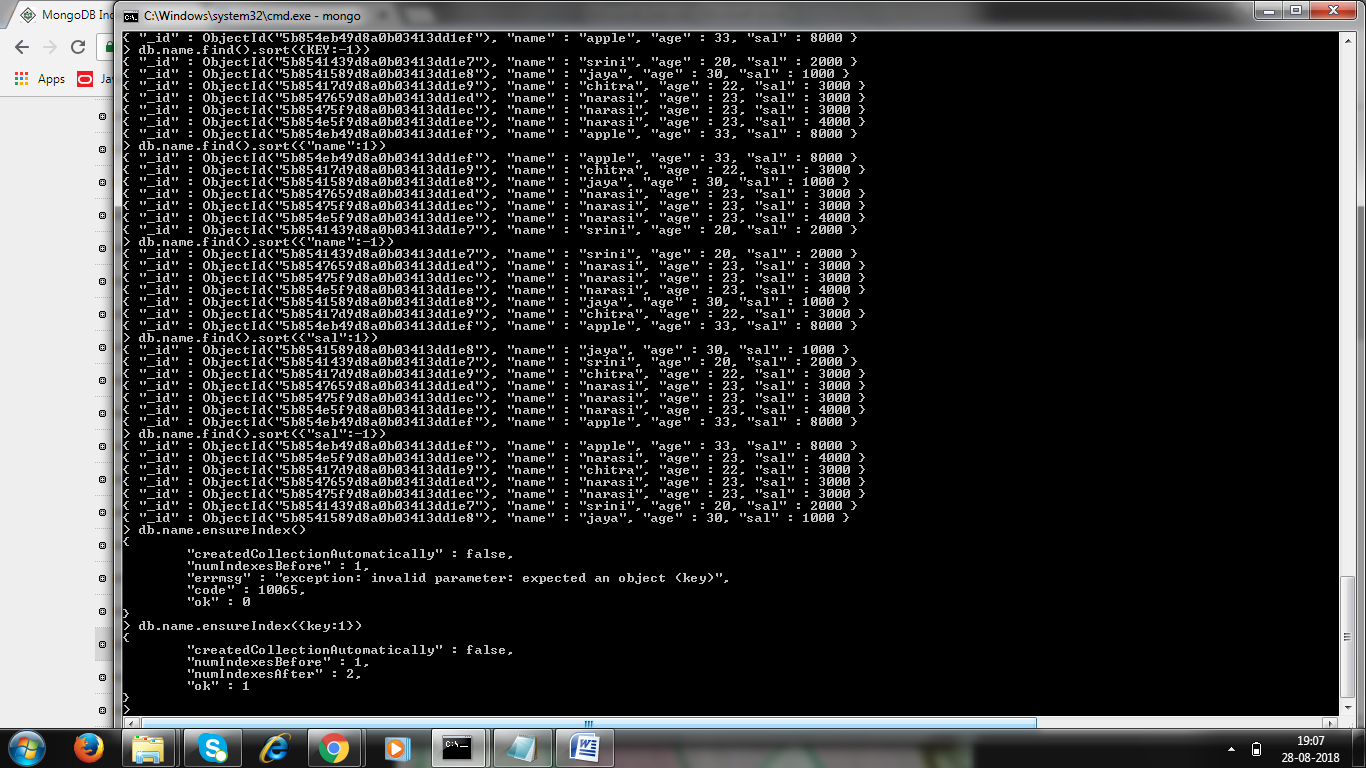 MongoDB Ind
C:\Windows\system32\cmd.exe - mongo
Apps
Ja
{ "_id" : ObjectId("5b854eb49d8a0b03413dd1ef"), "name" : "apple", "age" : 33, "sal" : 8000 }
> db.name.find().sort({KEY:-1})
{ "_id" : ObjectId("5b8541439d8a0b03413dd1e7"), "name" : "srini", "age" : 20, "sal" : 2000 }
{ "_id" : ObjectId("5b8541589d8a0b03413dd1e8"), "name" : "jaya", "age" : 30, "sal" : 1000 }
{ "_id" : ObjectId("5b85417d9d8a0b03413dd1e9"), "name" : "chitra", "age" : 22, "sal" : 3000 }
{ "_id" : ObjectId("5b8547659d8a0b03413dd1ed"), "name" : "narasi", "age" : 23, "sal" : 3000 }
{ "_id" : ObjectId("5b85475f9d8a0b03413dd1ec"), "name" : "narasi", "age" : 23, "sal" : 3000 }
{ "_id" : ObjectId("5b854e5f9d8a0b03413dd1ee"), "name" : "narasi", "age" : 23, "sal" : 4000 }
{ "_id" : ObjectId("5b854eb49d8a0b03413dd1ef"), "name" : "apple", "age" : 33, "sal" : 8000 }
> db.name.find().sort({"name":1})
{ "_id" : ObjectId("5b854eb49d8a0b03413dd1ef"), "name" : "apple", "age" : 33, "sal" : 8000 }
{ "_id" : ObjectId("5b85417d9d8a0b03413dd1e9"), "name" : "chitra", "age" : 22, "sal" : 3000 }
{ "_id" : ObjectId("5b8541589d8a0b03413dd1e8"), "name" : "jaya", "age" : 30, "sal" : 1000 }
{ "_id" : ObjectId("5b8547659d8a0b03413dd1ed"), "name" : "narasi", "age" : 23, "sal" : 3000 }
{ "_id" : ObjectId("5b85475f9d8a0b03413dd1ec"), "name" : "narasi", "age" : 23, "sal" : 3000 }
{ "_id" : ObjectId("5b854e5f9d8a0b03413dd1ee"), "name" : "narasi", "age" : 23, "sal" : 4000 }
{ "_id" : ObjectId("5b8541439d8a0b03413dd1e7"), "name" : "srini", "age" : 20, "sal" : 2000 }
> db.name.find().sort({"name":-1})
{ "_id" : ObjectId("5b8541439d8a0b03413dd1e7"), "name" : "srini", "age" : 20, "sal" : 2000 }
{ "_id" : ObjectId("5b8547659d8a0b03413dd1ed"), "name" : "narasi", "age" : 23, "sal" : 3000 }
{ "_id" : ObjectId("5b85475f9d8a0b03413dd1ec"), "name" : "narasi", "age" : 23, "sal" : 3000 }
{ "_id" : ObjectId("5b854e5f9d8a0b03413dd1ee"), "name" : "narasi", "age" : 23, "sal" : 4000 }
{ "_id" : ObjectId("5b8541589d8a0b03413dd1e8"), "name" : "jaya", "age" : 30, "sal" : 1000 }
{ "_id" : ObjectId("5b85417d9d8a0b03413dd1e9"), "name" : "chitra", "age" : 22, "sal" : 3000 }
{ "_id" : ObjectId("5b854eb49d8a0b03413dd1ef"), "name" : "apple", "age" : 33, "sal" : 8000 }
> db.name.find().sort({"sal":1})
{ "_id" : ObjectId("5b8541589d8a0b03413dd1e8"), "name" : "jaya", "age" : 30, "sal" : 1000 }
{ "_id" : ObjectId("5b8541439d8a0b03413dd1e7"), "name" : "srini", "age" : 20, "sal" : 2000 }
{ "_id" : ObjectId("5b85417d9d8a0b03413dd1e9"), "name" : "chitra", "age" : 22, "sal" : 3000 }
{ "_id" : ObjectId("5b8547659d8a0b03413dd1ed"), "name" : "narasi", "age" : 23, "sal" : 3000 }
{ "_id" : ObjectId("5b85475f9d8a0b03413dd1ec"), "name" : "narasi", "age" : 23, "sal" : 3000 }
{ "_id" : ObjectId("5b854e5f9d8a0b03413dd1ee"), "name" : "narasi", "age" : 23, "sal" : 4000 }
{ "_id" : ObjectId("5b854eb49d8a0b03413dd1ef"), "name" : "apple", "age" : 33, "sal" : 8000 }
> db.name.find().sort({"sal":-1})
{ "_id" : ObjectId("5b854eb49d8a0b03413dd1ef"), "name" : "apple", "age" : 33, "sal" : 8000 }
{ "_id" : ObjectId("5b854e5f9d8a0b03413dd1ee"), "name" : "narasi", "age" : 23, "sal" : 4000 }
{ "_id" : ObjectId("5b85417d9d8a0b03413dd1e9"), "name" : "chitra", "age" : 22, "sal" : 3000 }
{ "_id" : ObjectId("5b8547659d8a0b03413dd1ed"), "name" : "narasi", "age" : 23, "sal" : 3000 }
{ "_id" : ObjectId("5b85475f9d8a0b03413dd1ec"), "name" : "narasi", "age" : 23, "sal" : 3000 }
{ "_id" : ObjectId("5b8541439d8a0b03413dd1e7"), "name" : "srini", "age" : 20, "sal" : 2000 }
{ "_id" : ObjectId("5b8541589d8a0b03413dd1e8"), "name" : "jaya", "age" : 30, "sal" : 1000 }
> db.name.ensureIndex()
{
"createdCollectionAutomatically" : false,
"numIndexesBefore" : 1,
"errmsg" : "exception: invalid parameter: expected an object (key)",
"code" : 10065,
"ok" : 0
}
> db.name.ensureIndex({key:1})
{
"createdCollectionAutomatically" : false,
"numIndexesBefore" : 1,
"numIndexesAfter" : 2,
"ok" : 1
}
>
19:07
28-08-2018